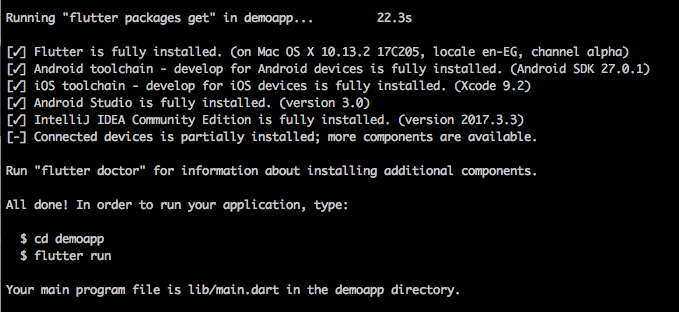 Running "flutter packages get" in demoapp... 22.3s
[✓] Flutter is fully installed. (on Mac OS X 10.13.2 17C205, locale en-EG, channel alpha)
[✓] Android toolchain - develop for Android devices is fully installed. (Android SDK 27.0.1)
[✓] iOS toolchain - develop for iOS devices is fully installed. (Xcode 9.2)
[✓] Android Studio is fully installed. (version 3.0)
[✓] IntelliJ IDEA Community Edition is fully installed. (version 2017.3.3)
[-] Connected devices is partially installed; more components are available.
Run "flutter doctor" for information about installing additional components.
All done! In order to run your application, type:
$ cd demoapp
$ flutter run
Your main program file is lib/main.dart in the demoapp directory.